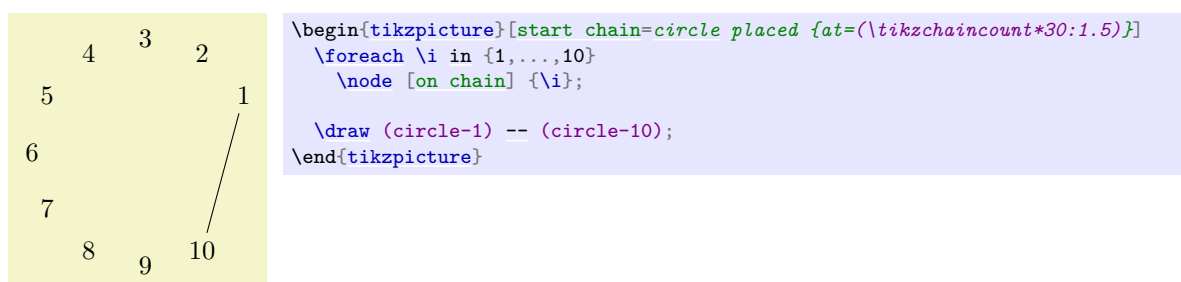 3
4 2
5 1
6
7
8 10
9
\begin{tikzpicture}[start chain=circle placed {at=(\tikzchaincount*30:1.5)}]
  \foreach \i in {1,...,10}
    \node [on chain] {\i};
  \draw (circle-1) -- (circle-10);
\end{tikzpicture}